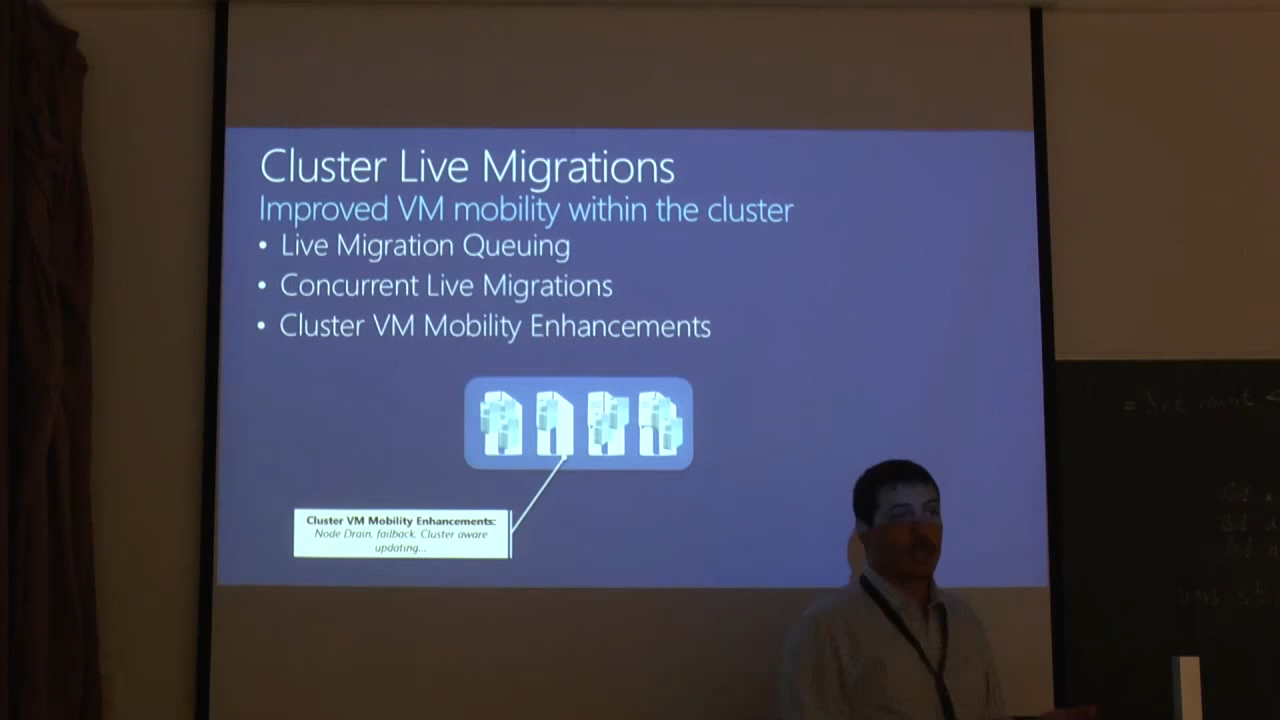 Cluster Live Migrations
Improved VM mobility within the cluster
• Live Migration Queuing
• Concurrent Live Migrations
• Cluster VM Mobility Enhancements
Cluster VM Mobility Enhancements:
Node Drain, failback, Cluster aware
updating...